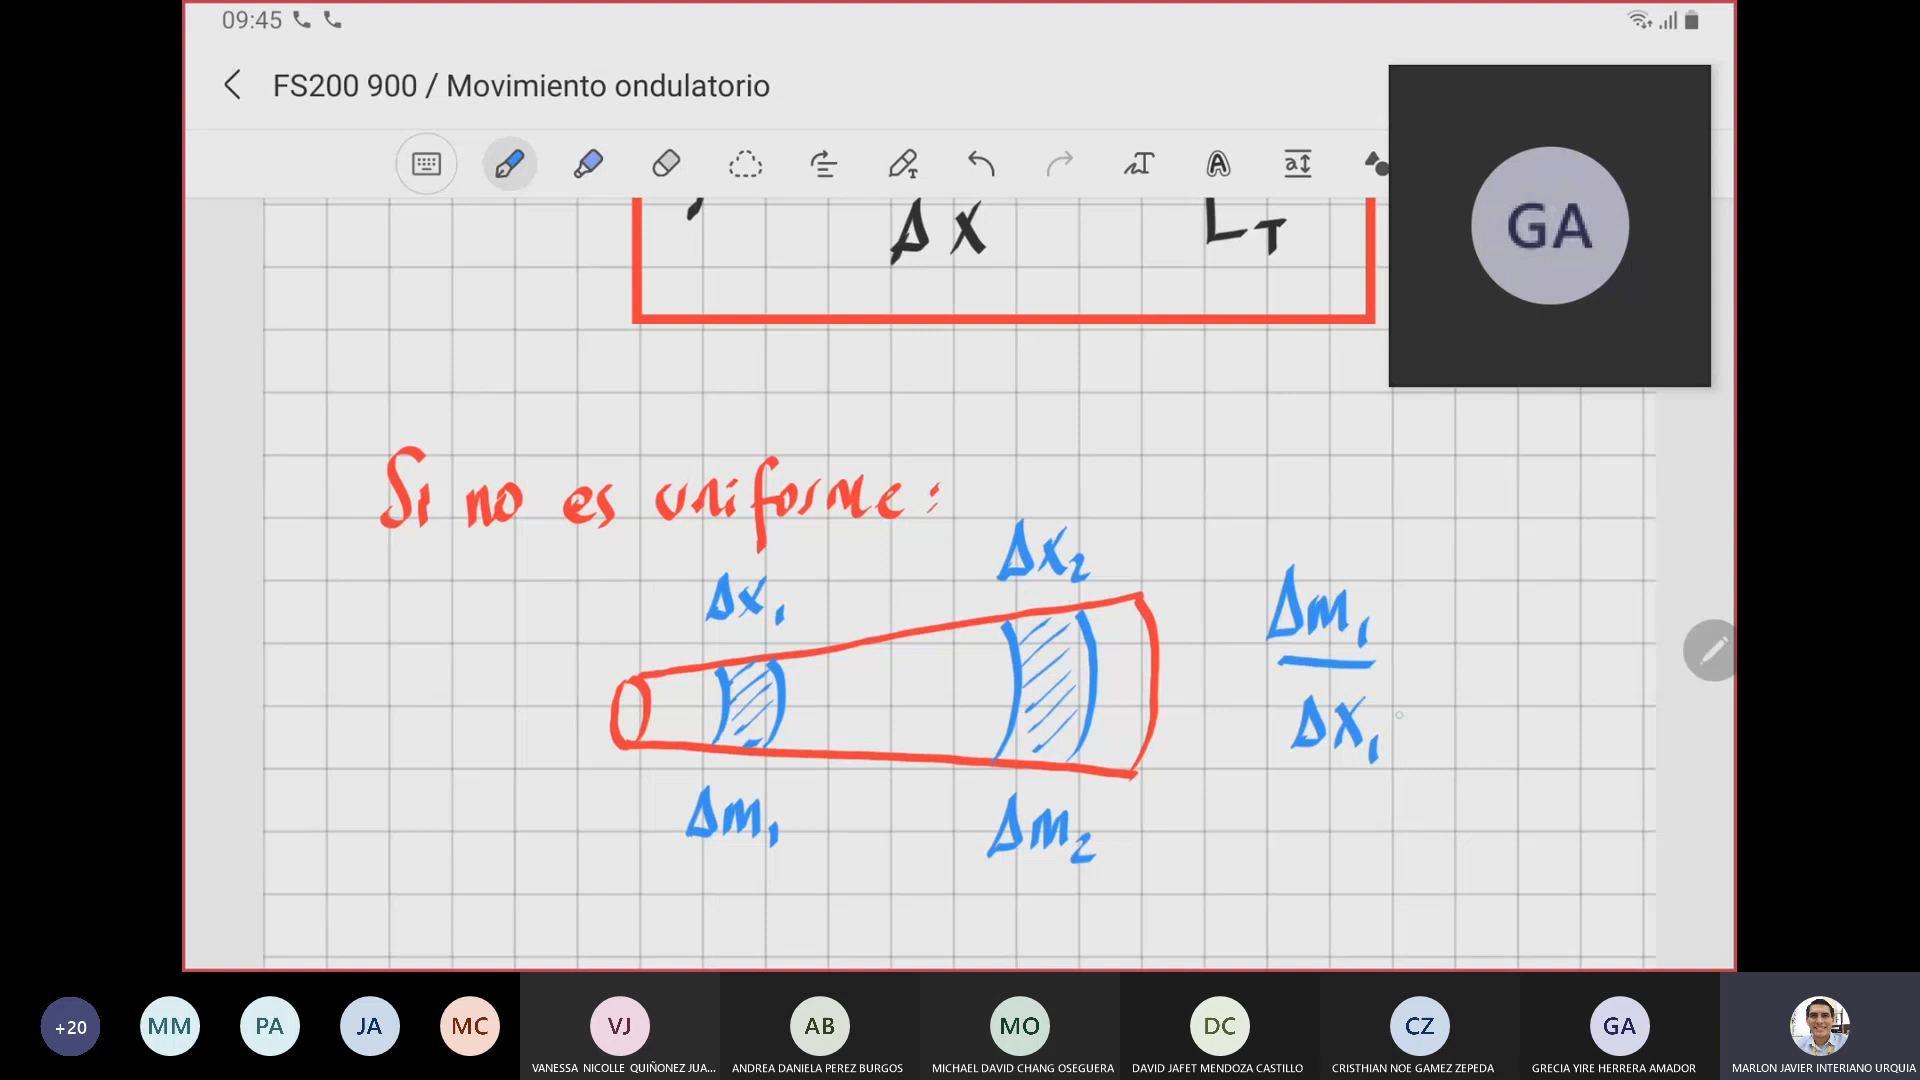 09:45
FS200 900 / Movimiento ondulatorio
Δx LT
GA
Si no es uniforme:
Δx1 Δx2
Δm1 Δm2
Δm1
Δx1
+20 MM PA JA MC VJ AB MO DC CZ GA
VANESSA NICOLLE QUIÑONEZ JUA... ANDREA DANIELA PEREZ BURGOS MICHAEL DAVID CHANG OSEGUERA DAVID JAFET MENDOZA CASTILLO CRISTHIAN NOE GAMEZ ZEPEDA GRECIA YIRE HERRERA AMADOR MARLON JAVIER INTERIANO URQUIA